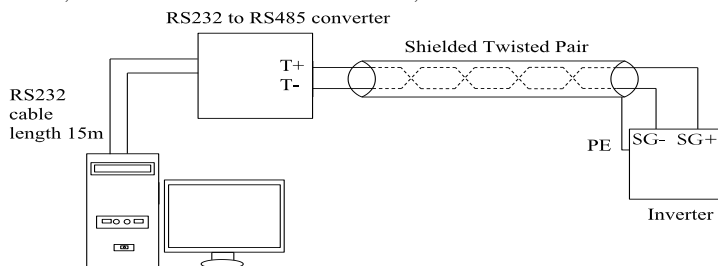 RS232 to RS485 converter
Shielded Twisted Pair
T+
T-
RS232
cable
length 15m
PE
SG- SG+
Inverter